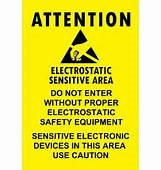 ATTENTION
ELECTROSTATIC
SENSITIVE AREA
DO NOT ENTER
WITHOUT PROPER
ELECTROSTATIC
SAFETY EQUIPMENT
SENSITIVE ELECTRONIC
DEVICES IN THIS AREA
USE CAUTION